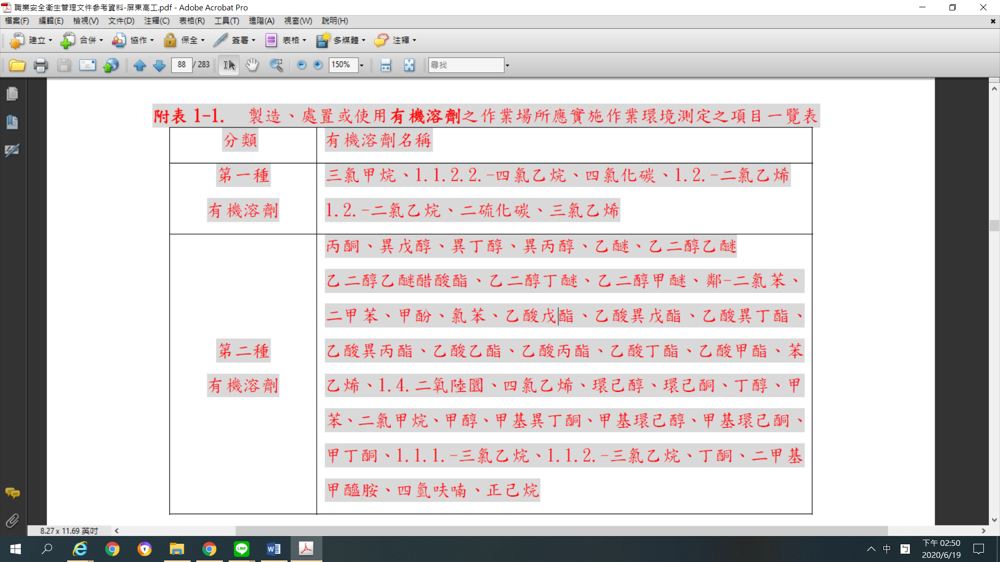 職業安全衛生管理文件參考資料-屏東高工.pdf - Adobe Acrobat Pro
檔案(F) 編輯(E) 檢視(V) 文件(D) 注釋(C) 表格(R) 工具(T) 進階(A) 視窗(W) 說明(H)
建立 合併 協作 保全 簽署 表格 多媒體 注釋
88 / 283 150% 尋找
附表 1-1. 製造、處置或使用有機溶劑之作業場所應實施作業環境測定之項目一覽表
分類 有機溶劑名稱
第一種
有機溶劑
三氯甲烷、1.1.2.2.-四氯乙烷、四氯化碳、1.2.-二氯乙烯
1.2.-二氯乙烷、二硫化碳、三氯乙烯
第二種
有機溶劑
丙酮、異戊醇、異丁醇、異丙醇、乙醚、乙二醇乙醚
乙二醇乙醚醋酸酯、乙二醇丁醚、乙二醇甲醚、鄰-二氯苯、
二甲苯、甲酚、氯苯、乙酸戊酯、乙酸異戊酯、乙酸異丁酯、
乙酸異丙酯、乙酸乙酯、乙酸丙酯、乙酸丁酯、乙酸甲酯、苯
乙烯、1.4.二氧陸圜、四氯乙烯、環己醇、環己酮、丁醇、甲
苯、二氯甲烷、甲醇、甲基異丁酮、甲基環己醇、甲基環己酮、
甲丁酮、1.1.1.-三氯乙烷、1.1.2.-三氯乙烷、丁酮、二甲基
甲醯胺、四氫呋喃、正己烷
8.27 x 11.69 英吋
LINE
中 ㄅ
下午 02:50
2020/6/19